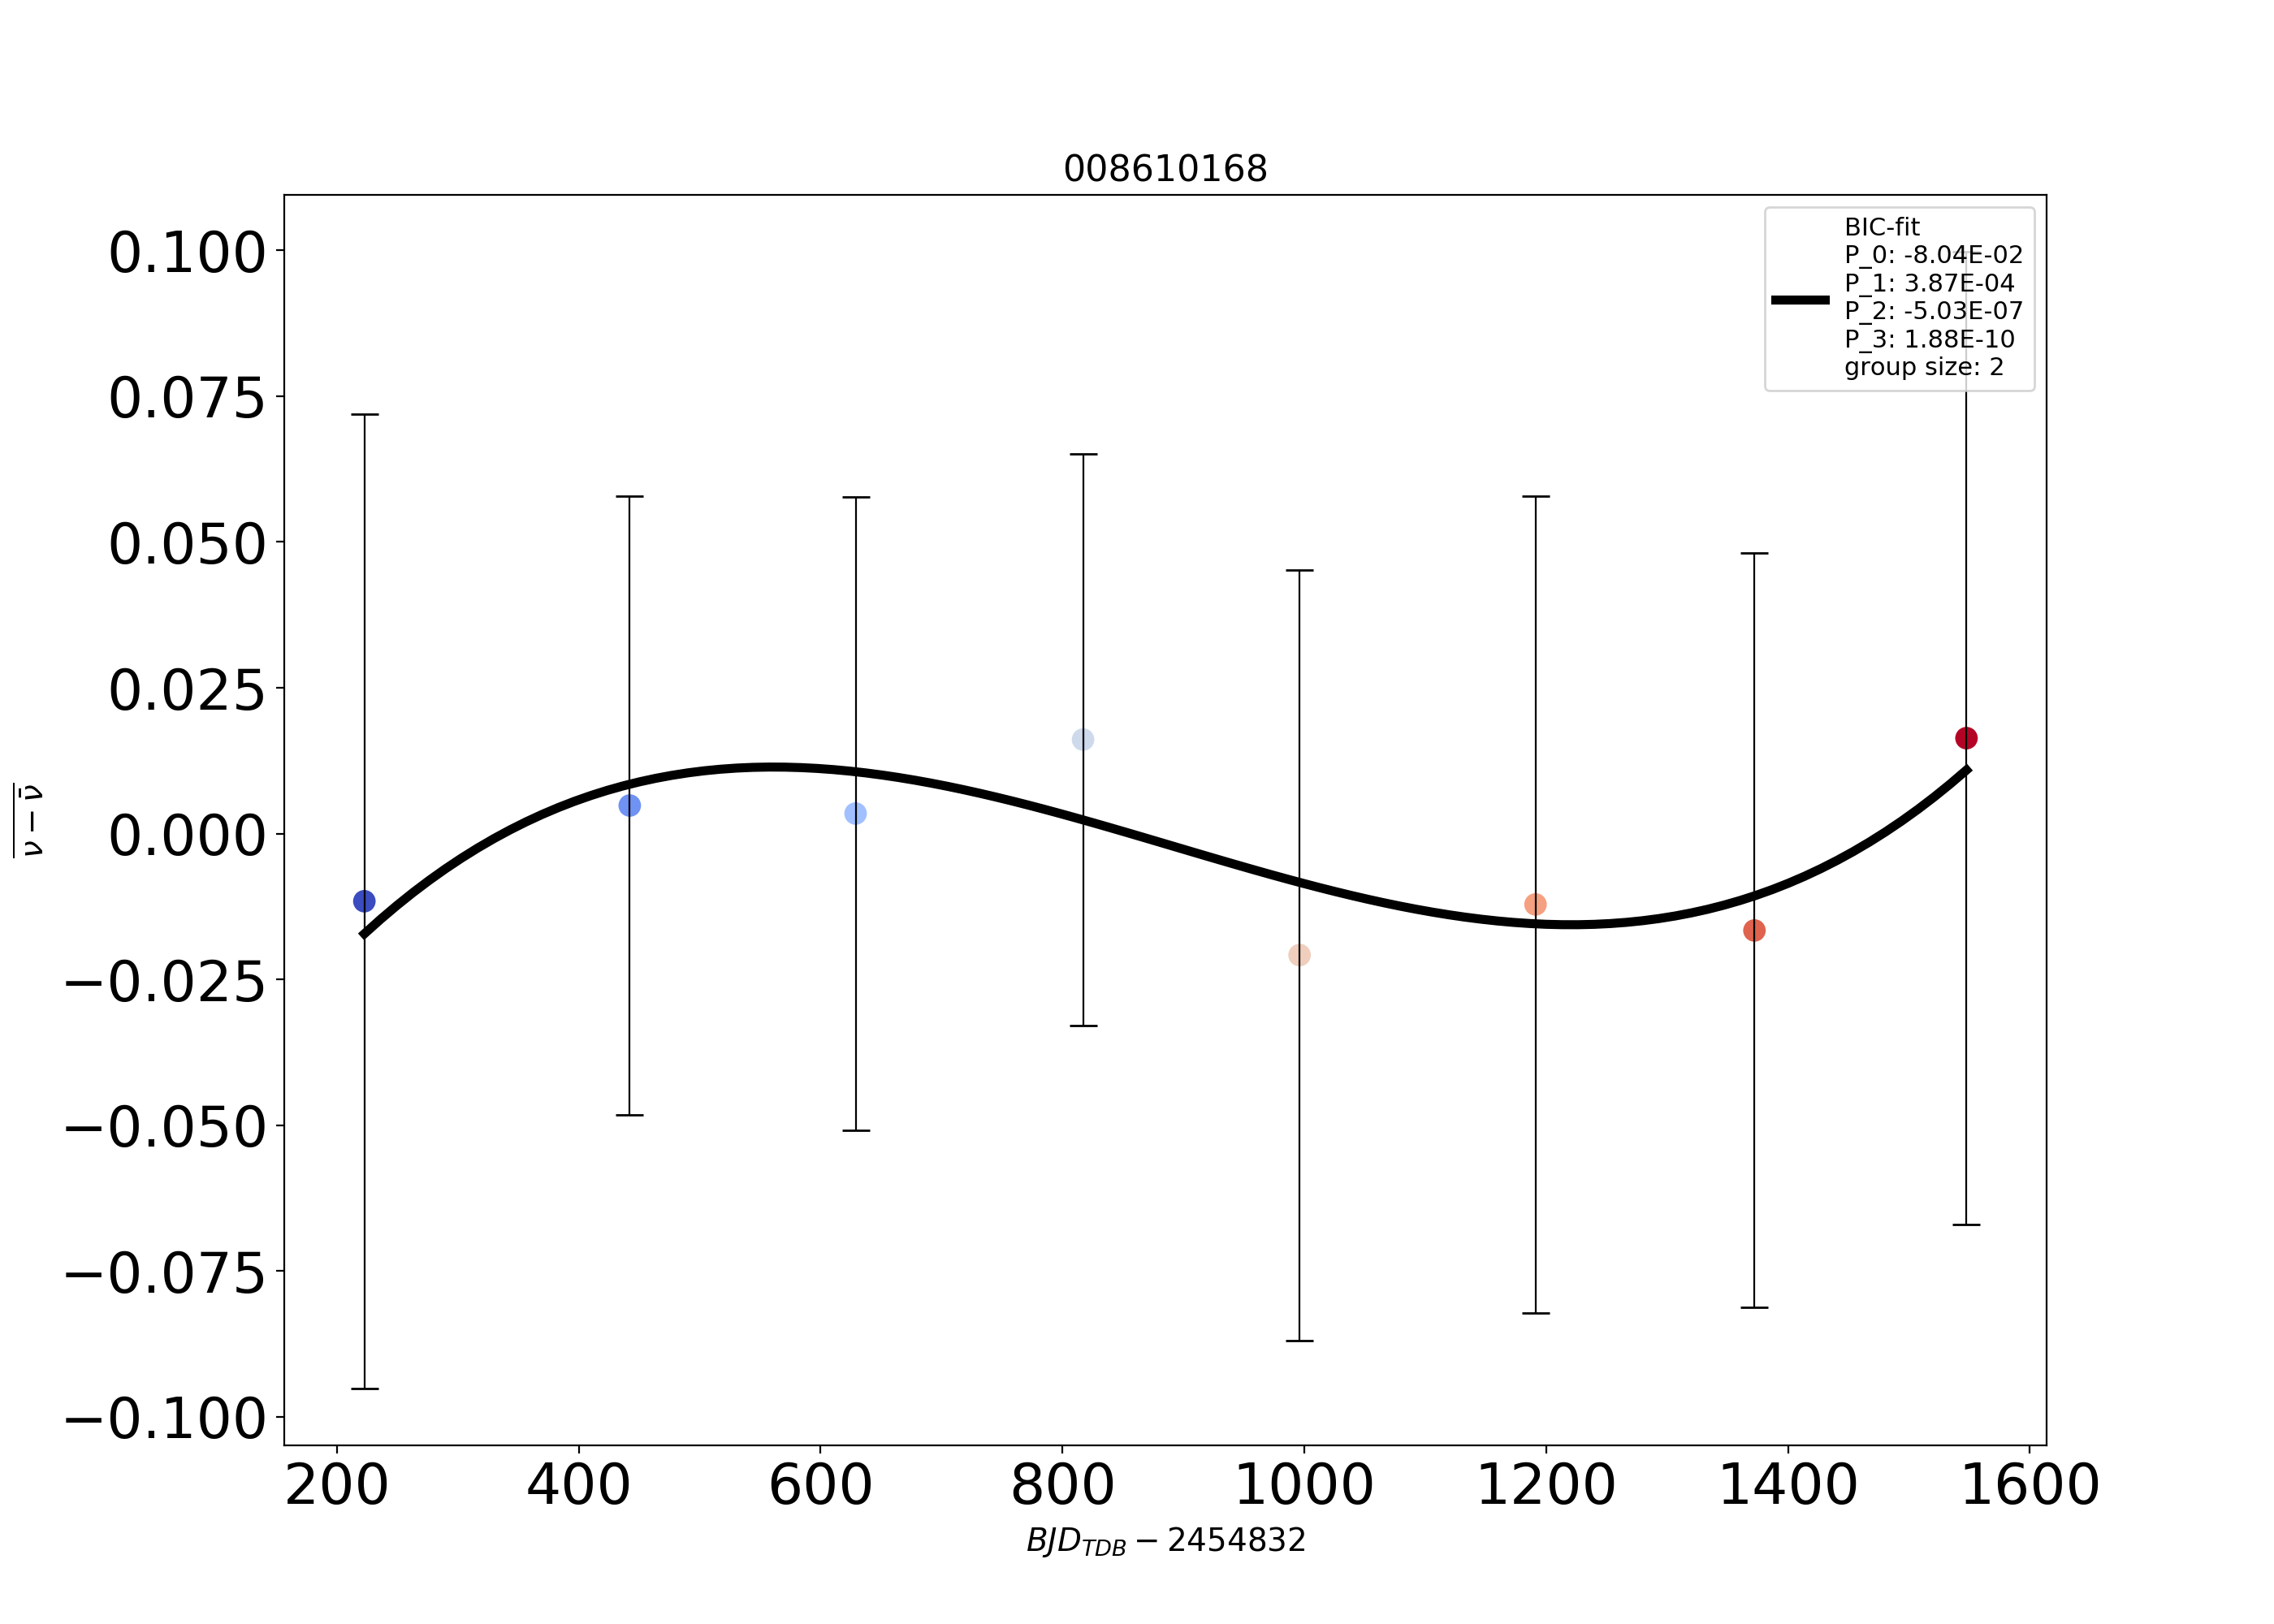 008610168
0.100
0.075
0.050
0.025
0.000
−0.025
−0.050
−0.075
−0.100
ν − ν̄
BIC-fit
P_0: -8.04E-02
P_1: 3.87E-04
P_2: -5.03E-07
P_3: 1.88E-10
group size: 2
200 400 600 800 1000 1200 1400 1600
BJD_TDB − 2454832